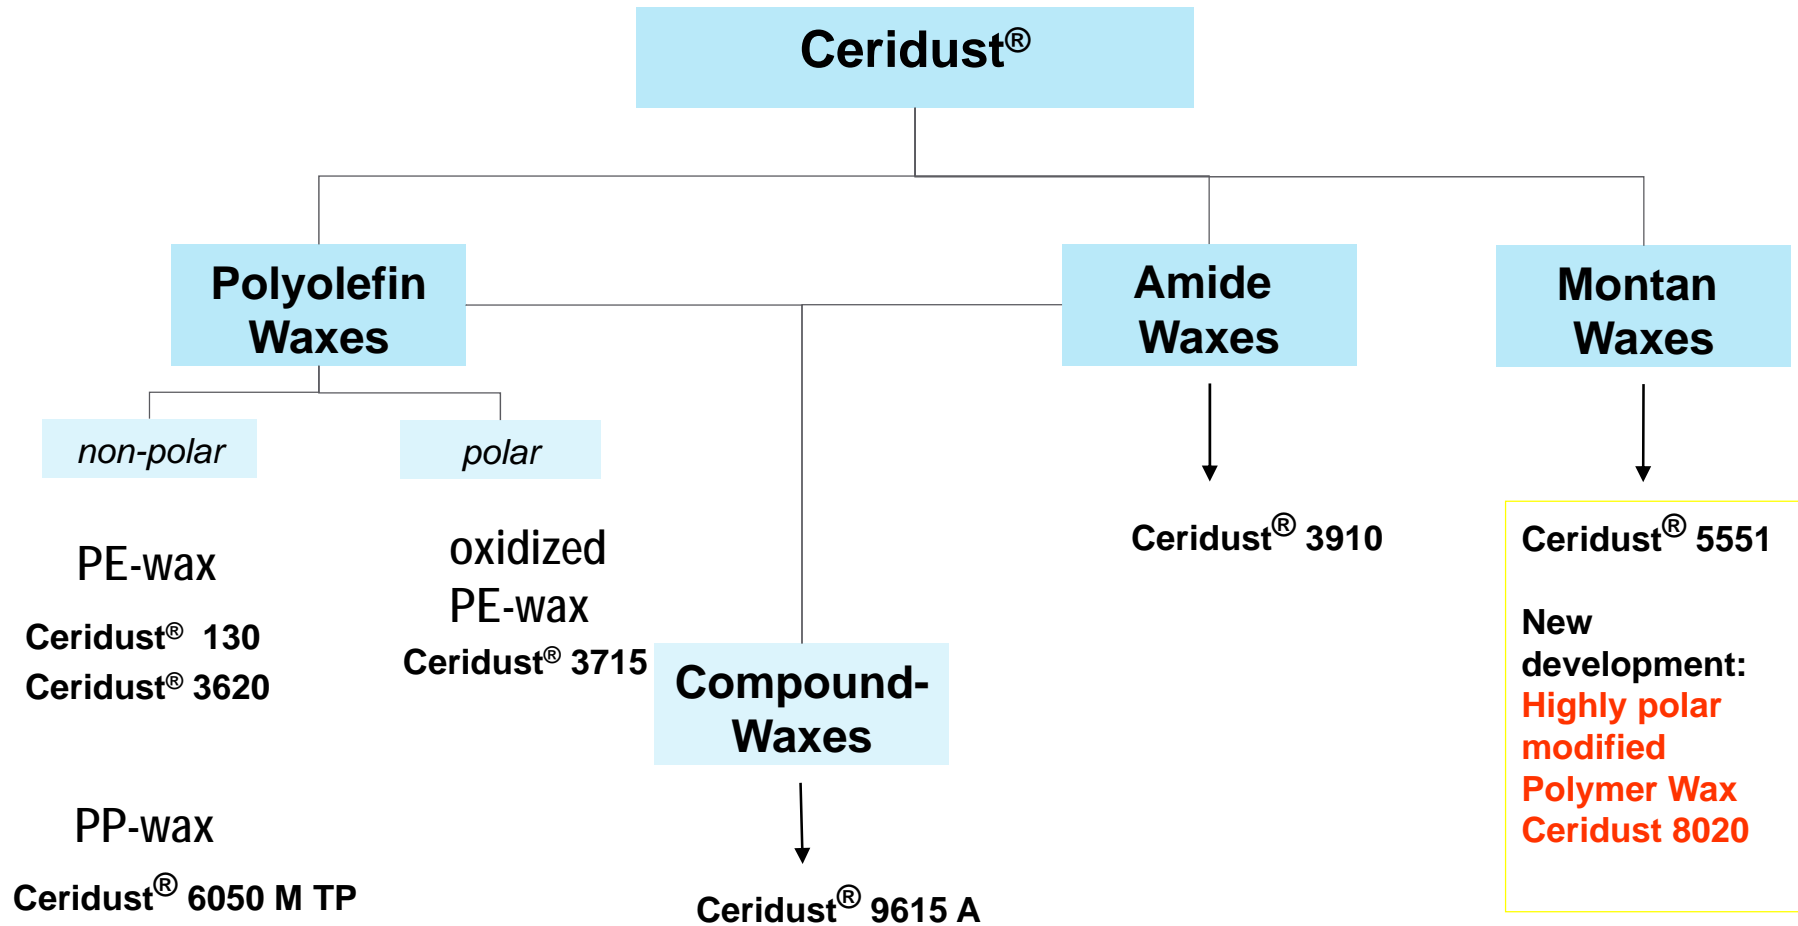 Ceridust®
Polyolefin
Waxes
Amide
Waxes
Montan
Waxes
non-polar
polar
PE-wax
Ceridust® 130
Ceridust® 3620
PP-wax
Ceridust® 6050 M TP
oxidized
PE-wax
Ceridust® 3715
Compound-
Waxes
Ceridust® 9615 A
Ceridust® 3910
Ceridust® 5551
New
development:
Highly polar
modified
Polymer Wax
Ceridust 8020